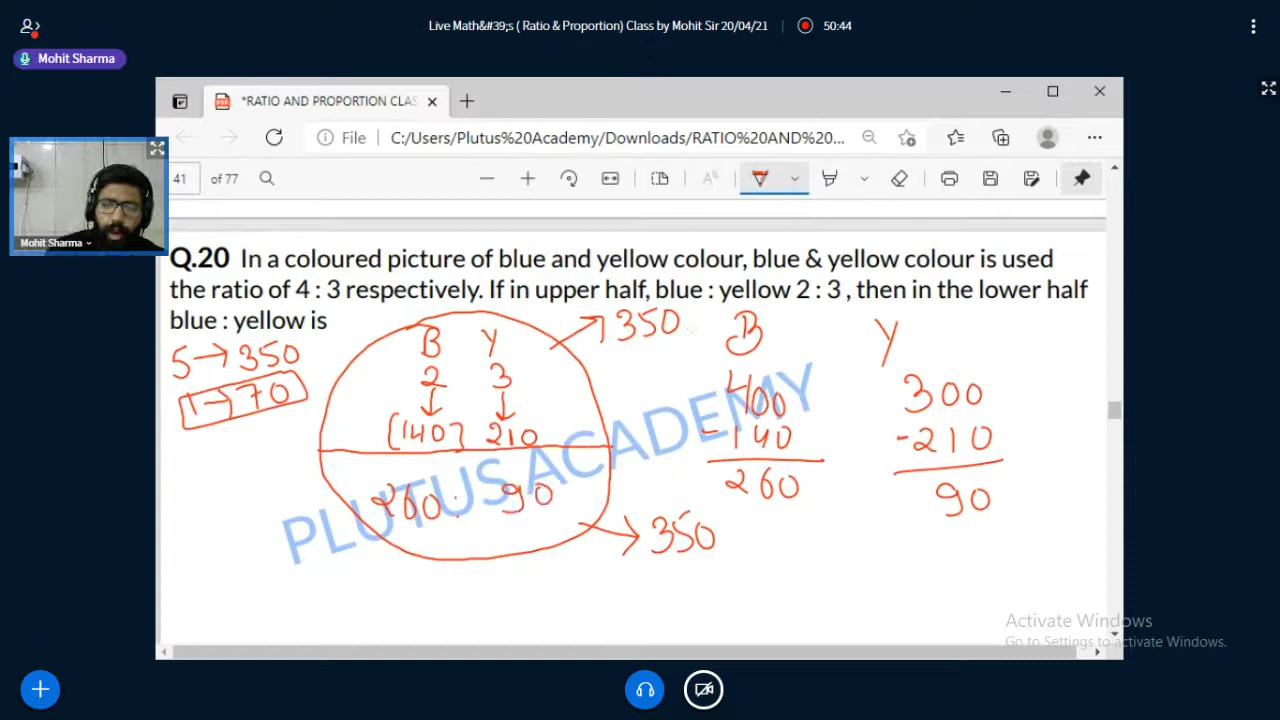 Live Math&#39;s ( Ratio & Proportion) Class by Mohit Sir 20/04/21 50:44
Mohit Sharma
*RATIO AND PROPORTION CLAS
File C:/Users/Plutus%20Academy/Downloads/RATIO%20AND%20...
41 of 77
Mohit Sharma
Q.20 In a coloured picture of blue and yellow colour, blue & yellow colour is used
the ratio of 4 : 3 respectively. If in upper half, blue : yellow 2 : 3 , then in the lower half
blue : yellow is
5 → 350
1 → 70
B Y
2 3
140 210
260 : 90
350
350
B Y
400 300
-140 -210
260 90
PLUTUS ACADEMY
Activate Windows
Go to Settings to activate Windows.